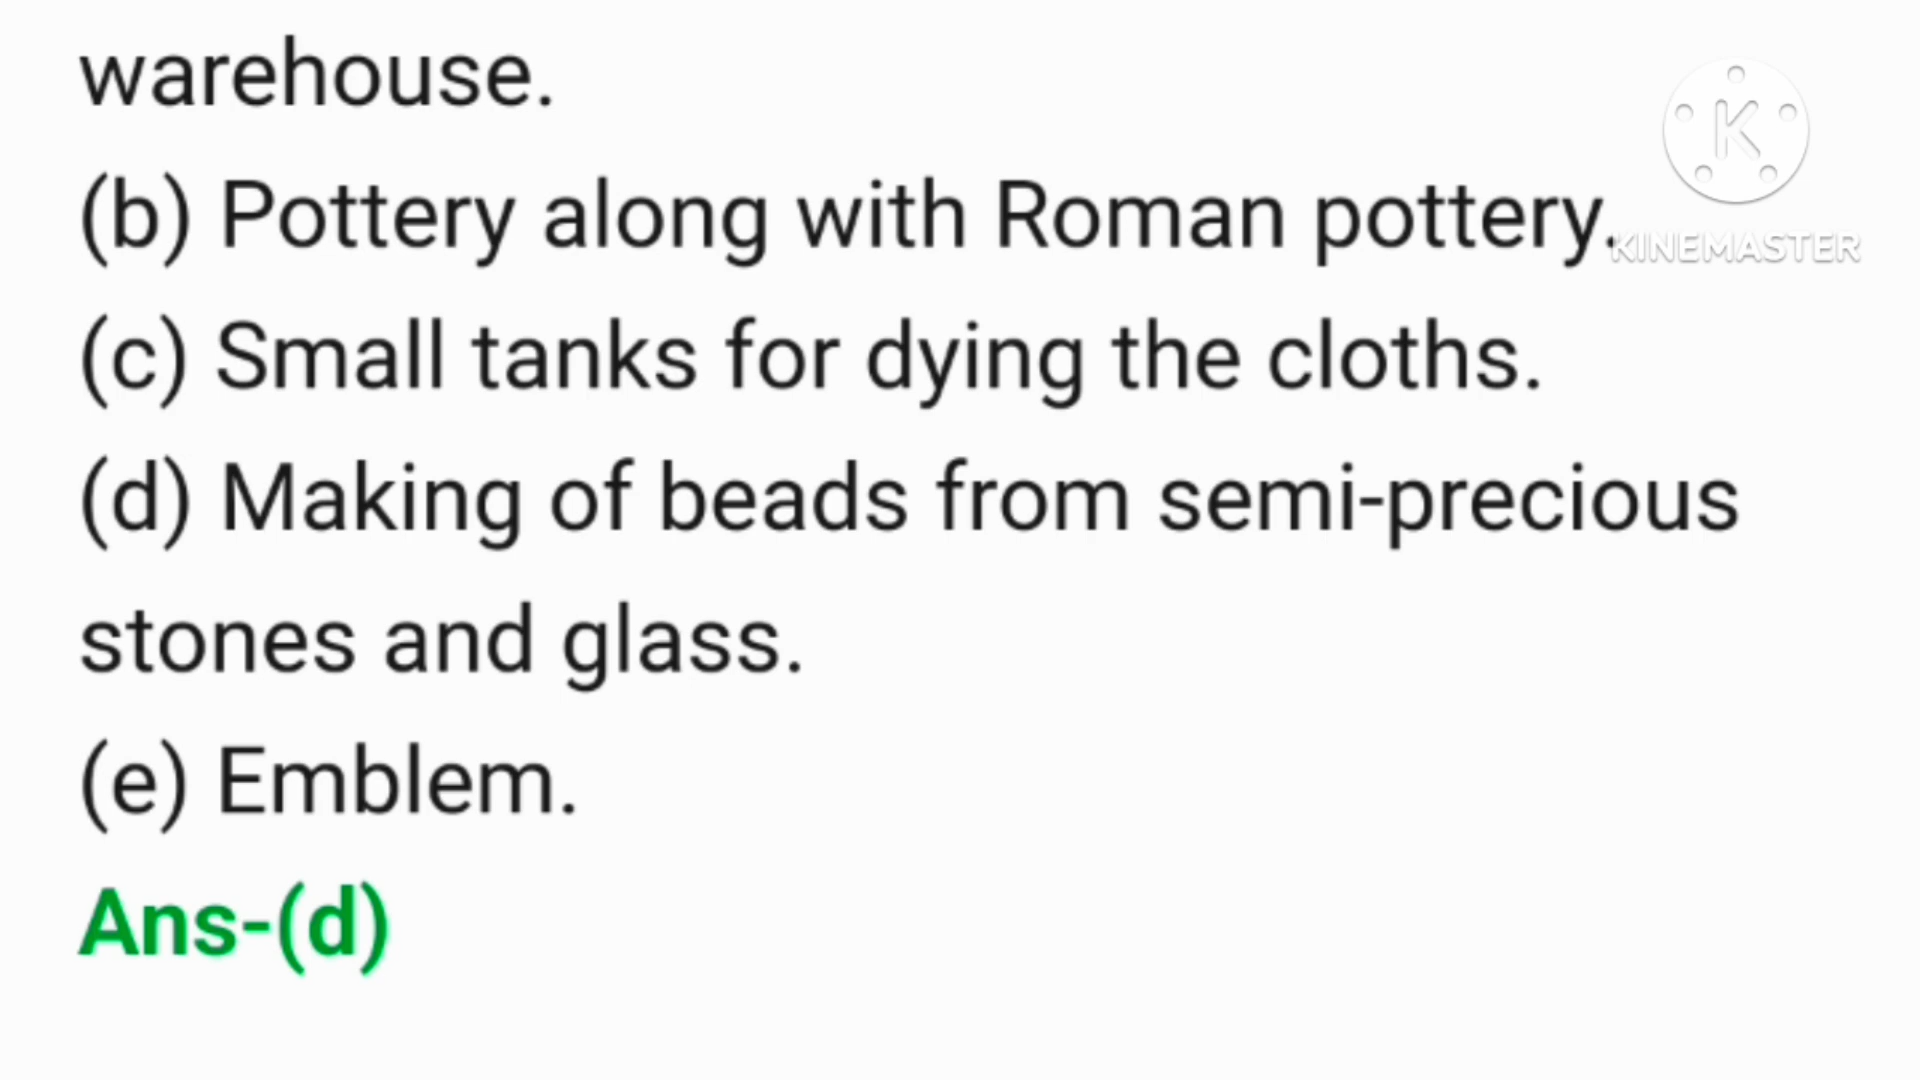 warehouse.
(b) Pottery along with Roman pottery.
KINEMASTER
(c) Small tanks for dying the cloths.
(d) Making of beads from semi-precious
stones and glass.
(e) Emblem.
Ans-(d)